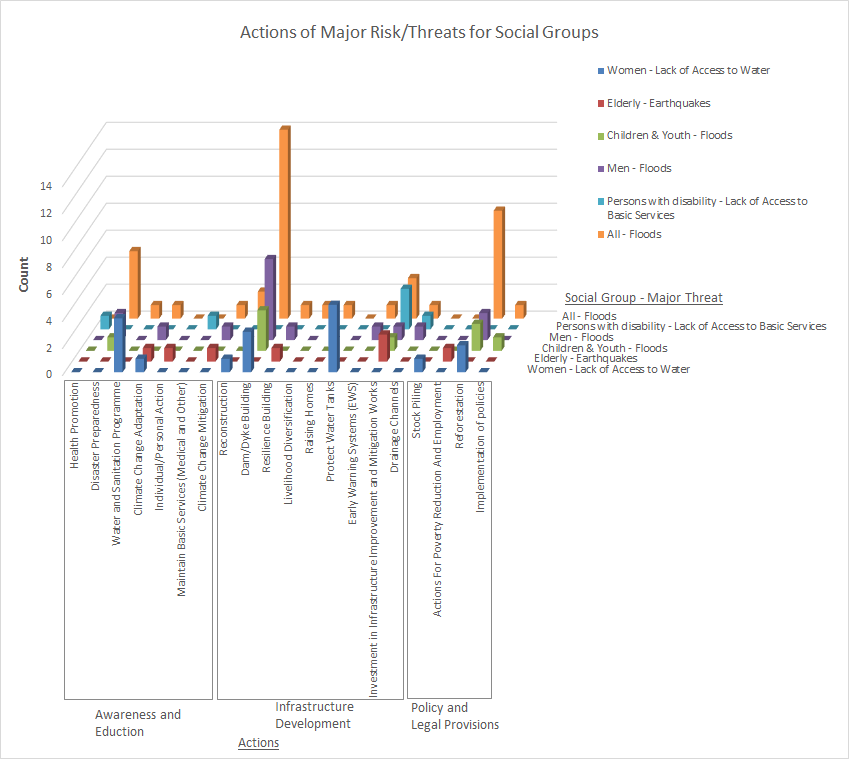 Actions of Major Risk/Threats for Social Groups
Women - Lack of Access to Water
Elderly - Earthquakes
Children & Youth - Floods
Men - Floods
Persons with disability - Lack of Access to
Basic Services
All - Floods
14
12
10
8
6
4
2
0
Count
Social Group - Major Threat
All - Floods
Persons with disability - Lack of Access to Basic Services
Men - Floods
Children & Youth - Floods
Elderly - Earthquakes
Women - Lack of Access to Water
Health Promotion
Disaster Preparedness
Water and Sanitation Programme
Climate Change Adaptation
Individual/Personal Action
Maintain Basic Services (Medical and Other)
Climate Change Mitigation
Reconstruction
Dam/Dyke Building
Resilience Building
Livelihood Diversification
Raising Homes
Protect Water Tanks
Early Warning Systems (EWS)
Investment in Infrastructure Improvement and Mitigation Works
Drainage Channels
Stock Piling
Actions For Poverty Reduction And Employment
Reforestation
Implementation of policies
Awareness and
Eduction
Infrastructure
Development
Policy and
Legal Provisions
Actions